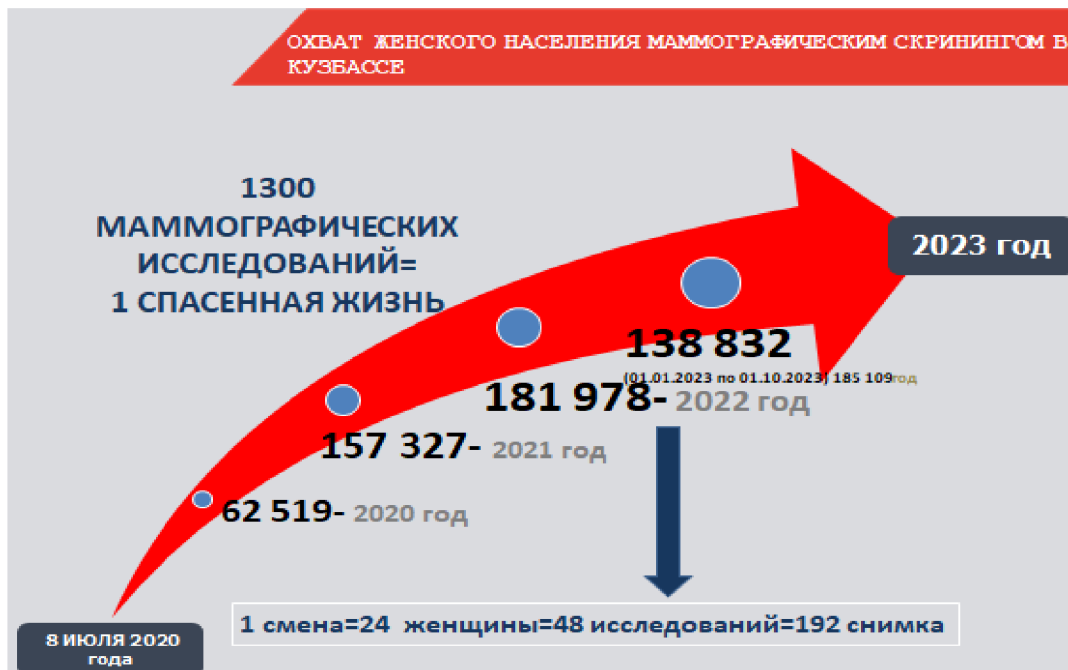 ОХВАТ ЖЕНСКОГО НАСЕЛЕНИЯ МАММОГРАФИЧЕСКИМ СКРИНИНГОМ В
КУЗБАССЕ
1300
МАММОГРАФИЧЕСКИХ
ИССЛЕДОВАНИЙ=
1 СПАСЕННАЯ ЖИЗНЬ
2023 год
138 832
(01.01.2023 по 01.10.2023) 185 109год
181 978- 2022 год
157 327- 2021 год
62 519- 2020 год
1 смена=24 женщины=48 исследований=192 снимка
8 ИЮЛЯ 2020
года